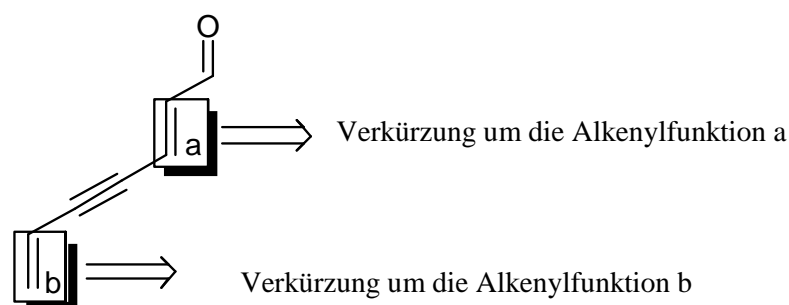 O
a
Verkürzung um die Alkenylfunktion a
b
Verkürzung um die Alkenylfunktion b